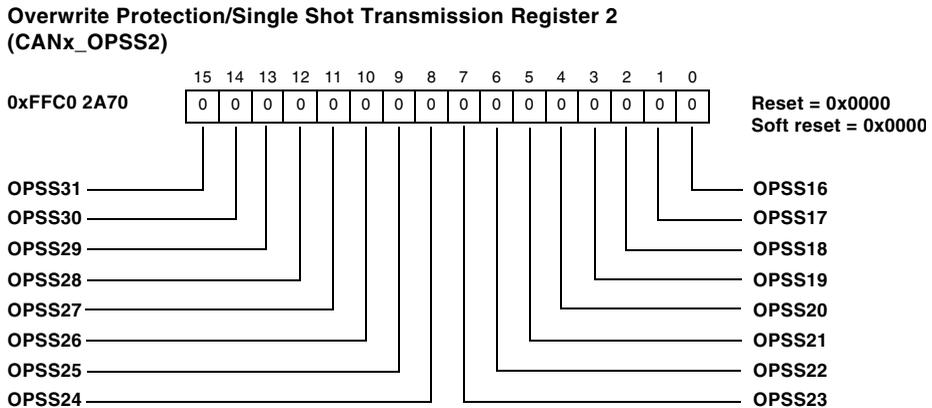 Overwrite Protection/Single Shot Transmission Register 2
(CANx_OPSS2)
15 14 13 12 11 10 9 8 7 6 5 4 3 2 1 0
0xFFC0 2A70 0 0 0 0 0 0 0 0 0 0 0 0 0 0 0 0 Reset = 0x0000
Soft reset = 0x0000
OPSS31 OPSS16
OPSS30 OPSS17
OPSS29 OPSS18
OPSS28 OPSS19
OPSS27 OPSS20
OPSS26 OPSS21
OPSS25 OPSS22
OPSS24 OPSS23